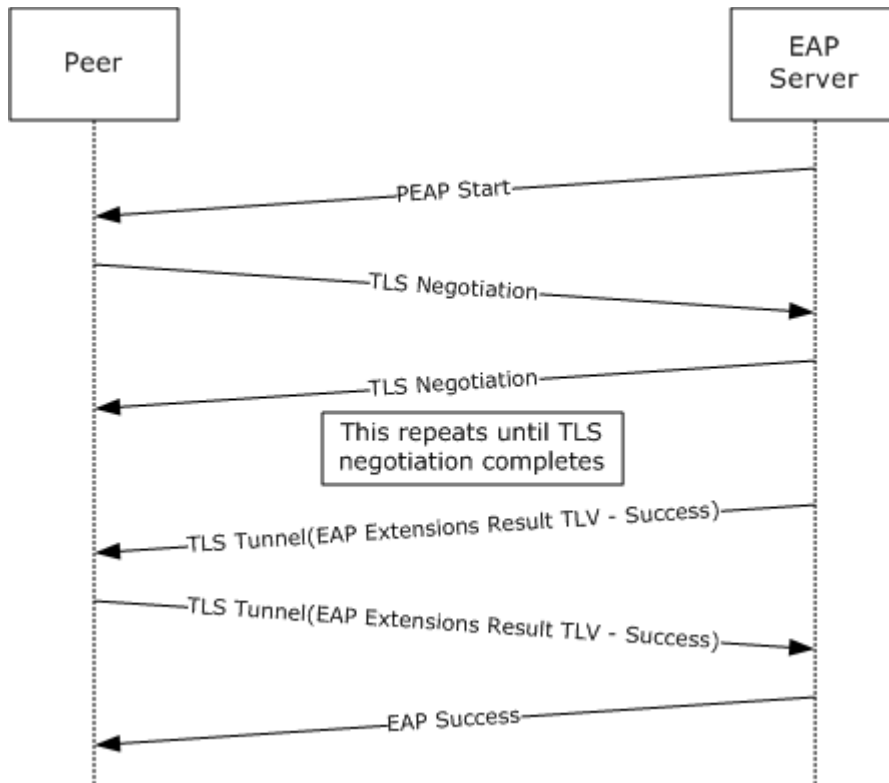 Peer
EAP
Server
PEAP Start
TLS Negotiation
TLS Negotiation
This repeats until TLS
negotiation completes
TLS Tunnel(EAP Extensions Result TLV - Success)
TLS Tunnel(EAP Extensions Result TLV - Success)
EAP Success